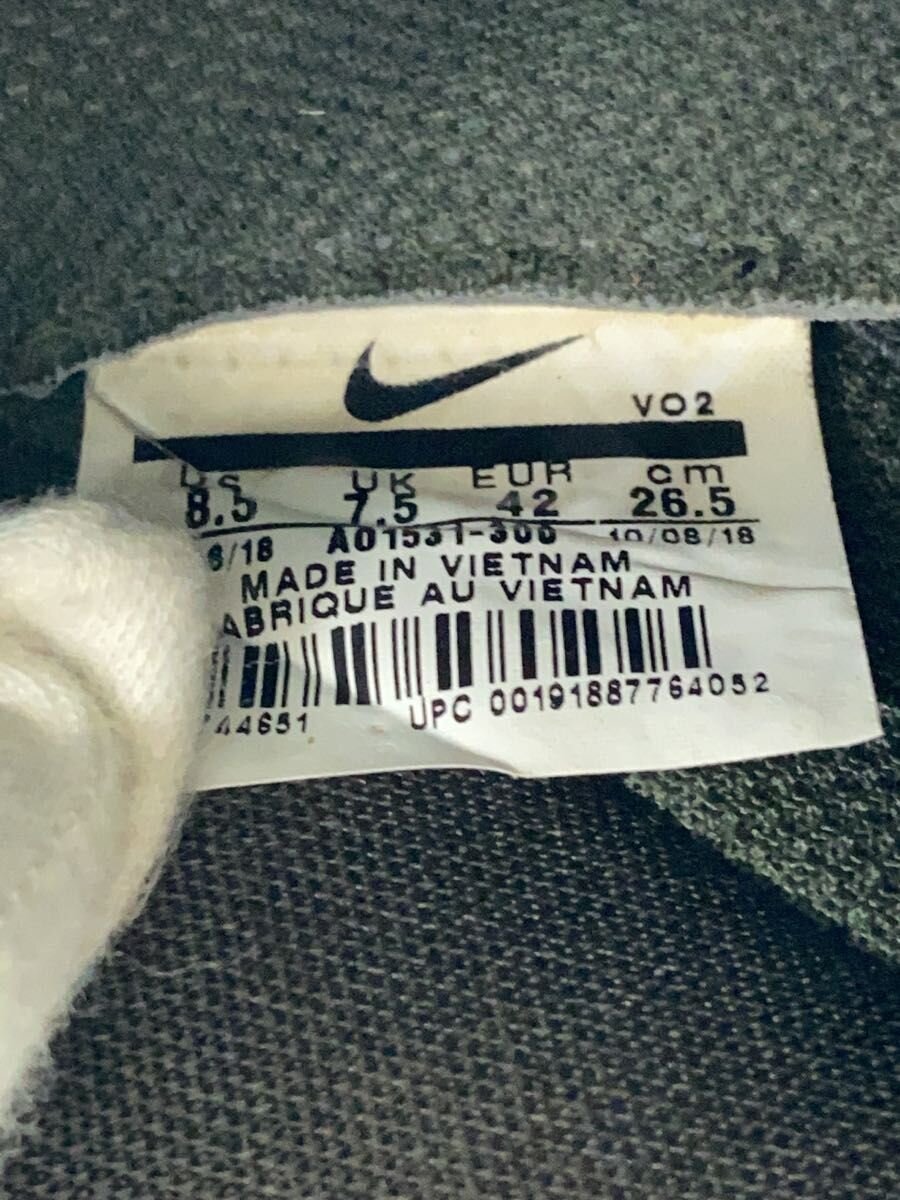 VO2
US UK EUR cm
8.5 7.5 42 26.5
6/18 AO1531-300 10/08/18
MADE IN VIETNAM
ABRIQUE AU VIETNAM
44651 UPC 00191887764052